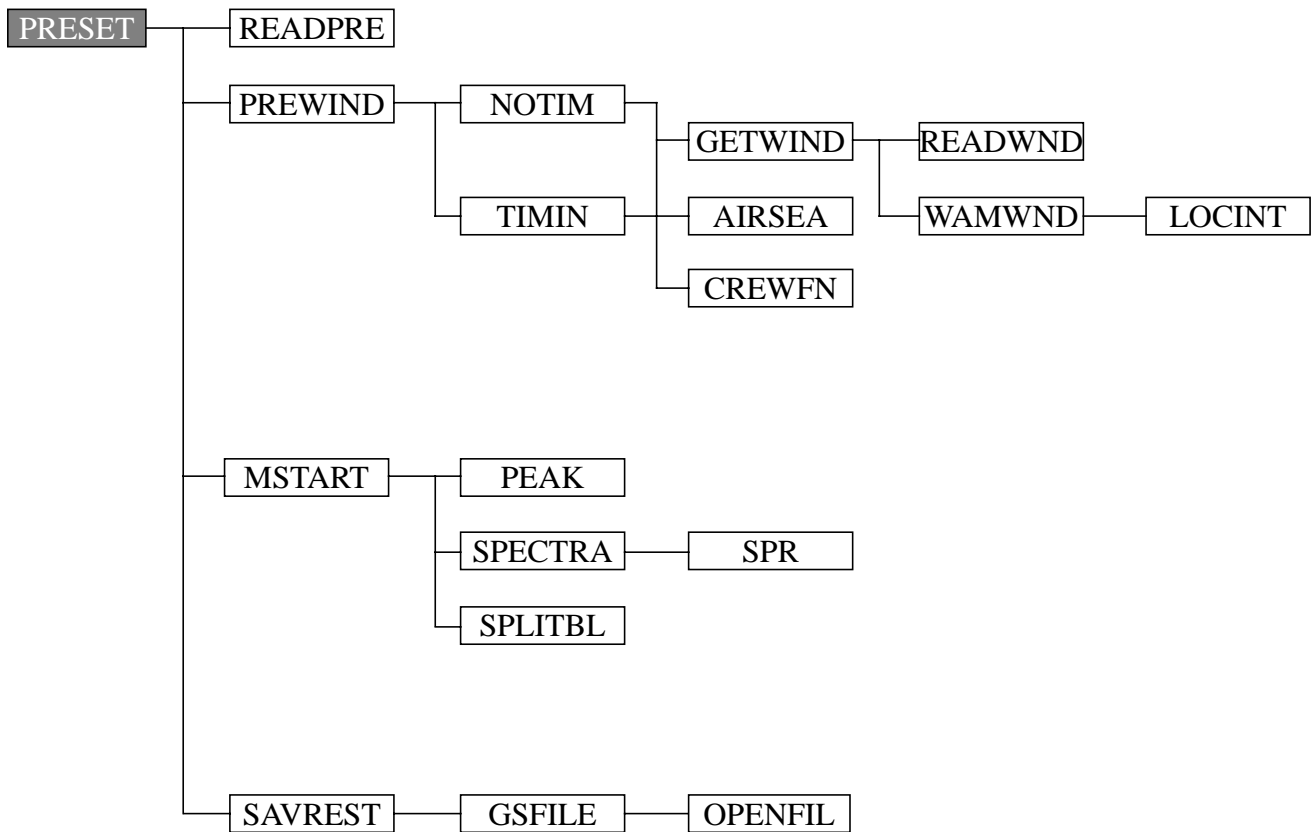 PRESET
READPRE
PREWIND
NOTIM
GETWIND
READWND
TIMIN
AIRSEA
WAMWND
LOCINT
CREWFN
MSTART
PEAK
SPECTRA
SPR
SPLITBL
SAVREST
GSFILE
OPENFIL